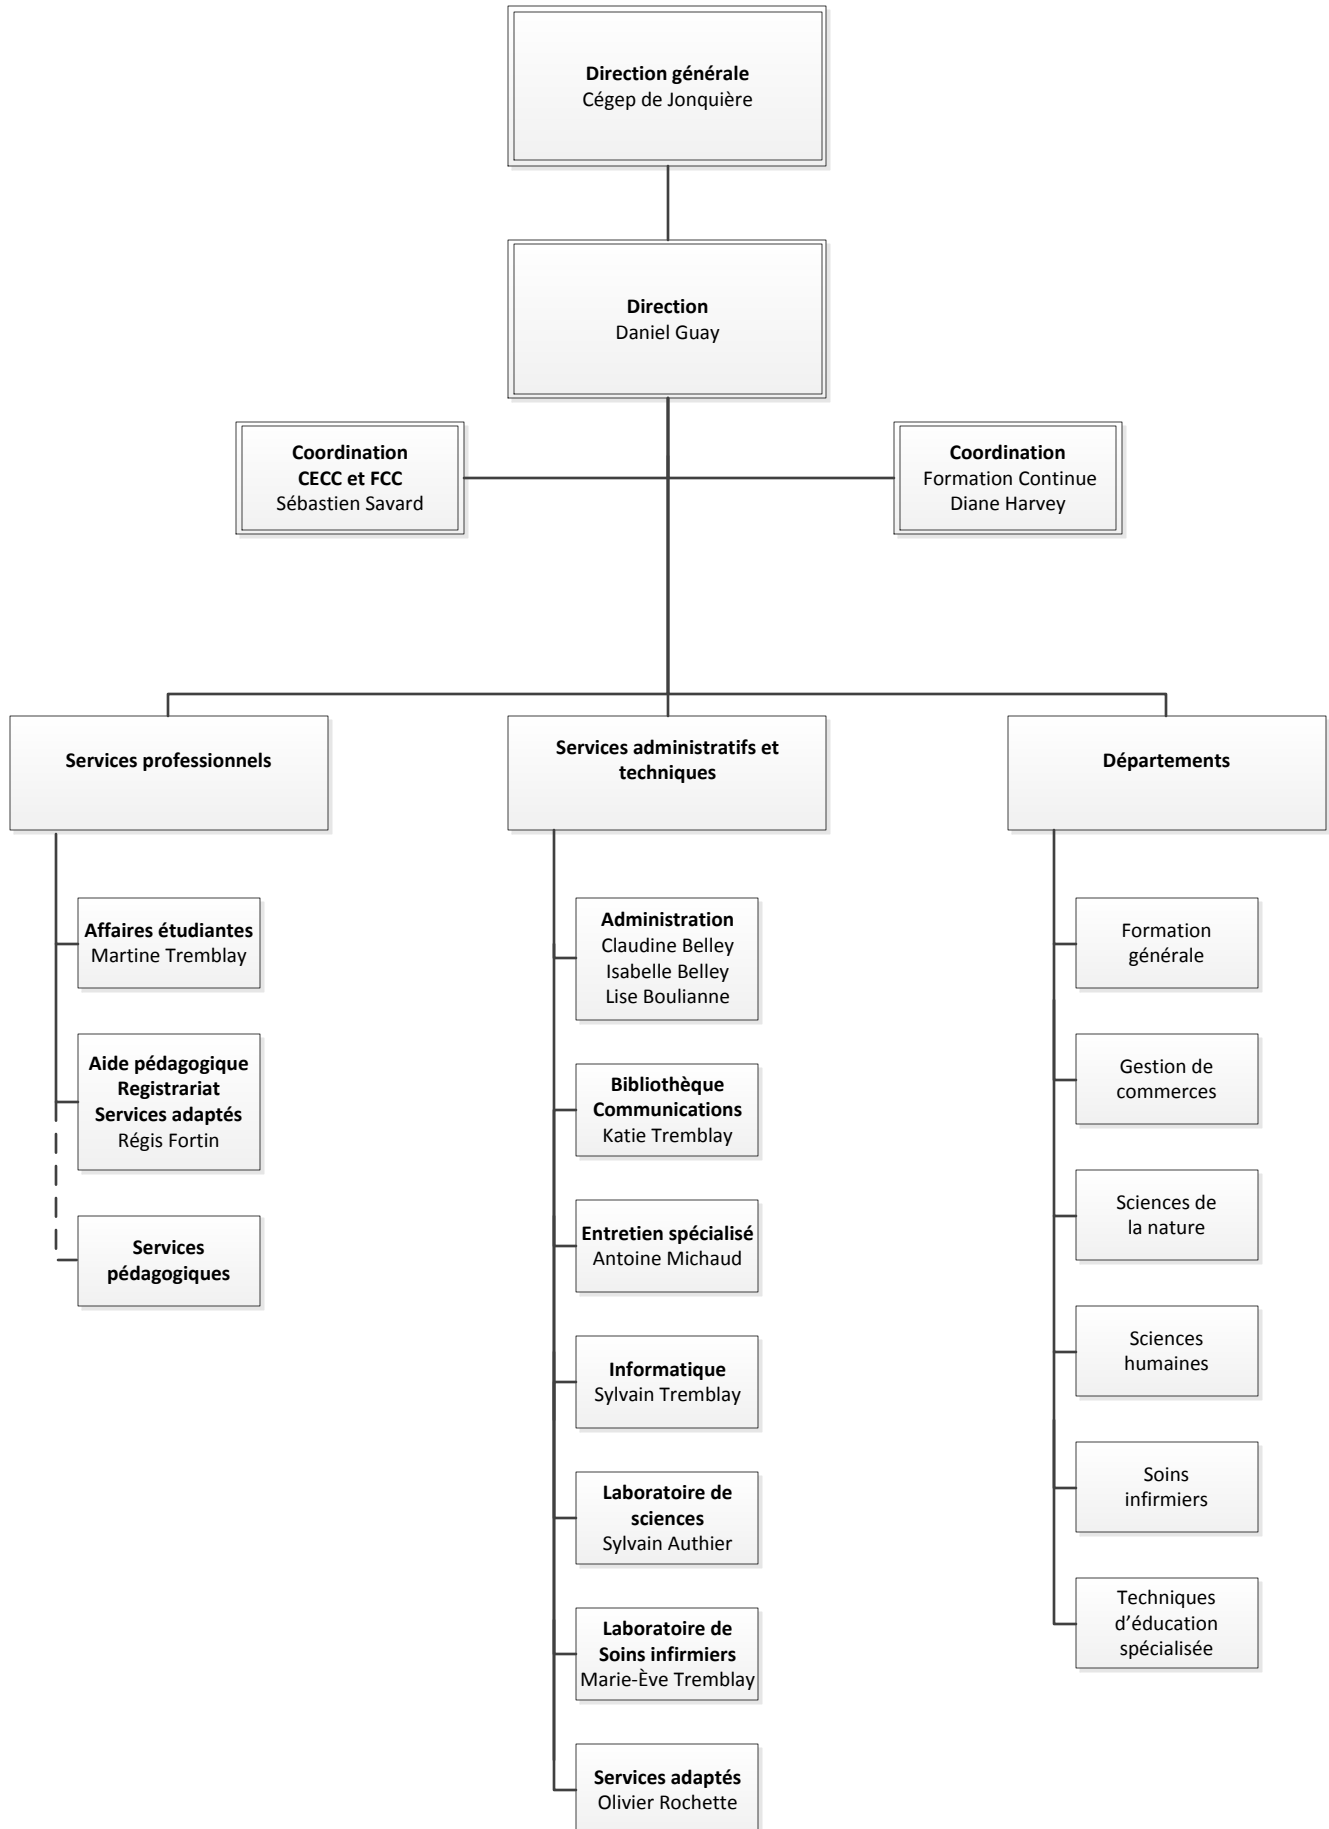 Direction générale
Cégep de Jonquière
Direction
Daniel Guay
Coordination
CECC et FCC
Sébastien Savard
Coordination
Formation Continue
Diane Harvey
Services professionnels
Affaires étudiantes
Martine Tremblay
Aide pédagogique
Registrariat
Services adaptés
Régis Fortin
Services
pédagogiques
Services administratifs et
techniques
Administration
Claudine Belley
Isabelle Belley
Lise Boulianne
Bibliothèque
Communications
Katie Tremblay
Entretien spécialisé
Antoine Michaud
Informatique
Sylvain Tremblay
Laboratoire de
sciences
Sylvain Authier
Laboratoire de
Soins infirmiers
Marie-Ève Tremblay
Services adaptés
Olivier Rochette
Départements
Formation
générale
Gestion de
commerces
Sciences de
la nature
Sciences
humaines
Soins
infirmiers
Techniques
d’éducation
spécialisée